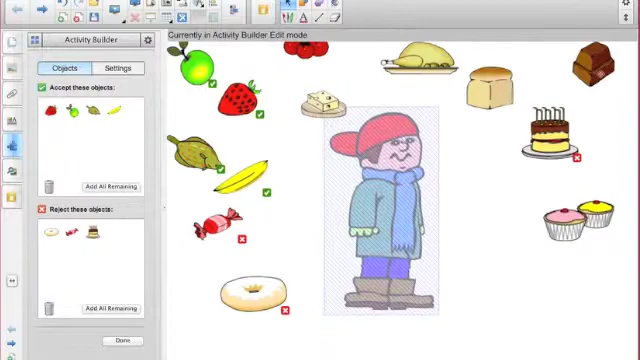 Currently in Activity Builder Edit mode
Activity Builder
Objects
Settings
Accept these objects:
Add All Remaining
Reject these objects:
Add All Remaining
Done